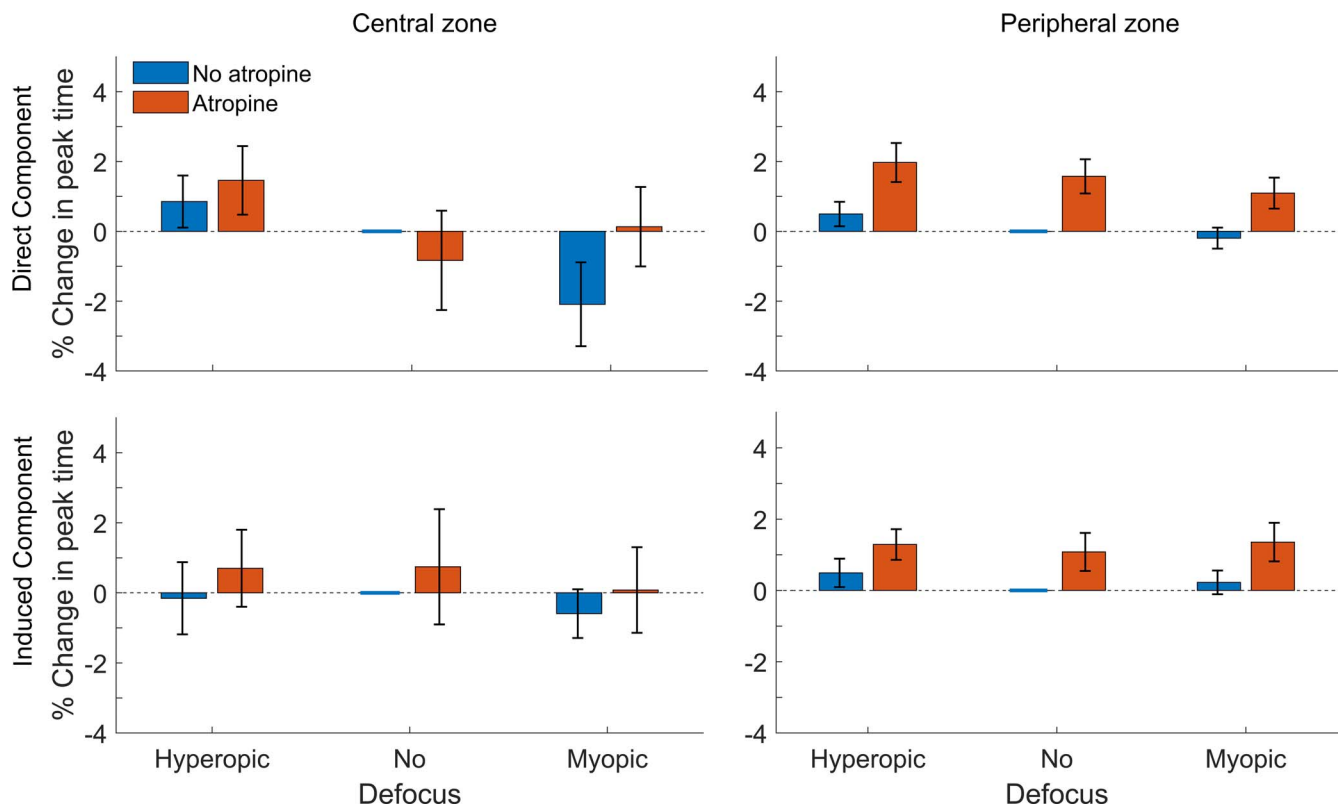 Central zone
Peripheral zone
No atropine
Atropine
Direct Component
% Change in peak time
4
2
0
-2
-4
4
2
0
-2
-4
Induced Component
% Change in peak time
4
2
0
-2
-4
4
2
0
-2
-4
Hyperopic No Myopic
Defocus
Hyperopic No Myopic
Defocus